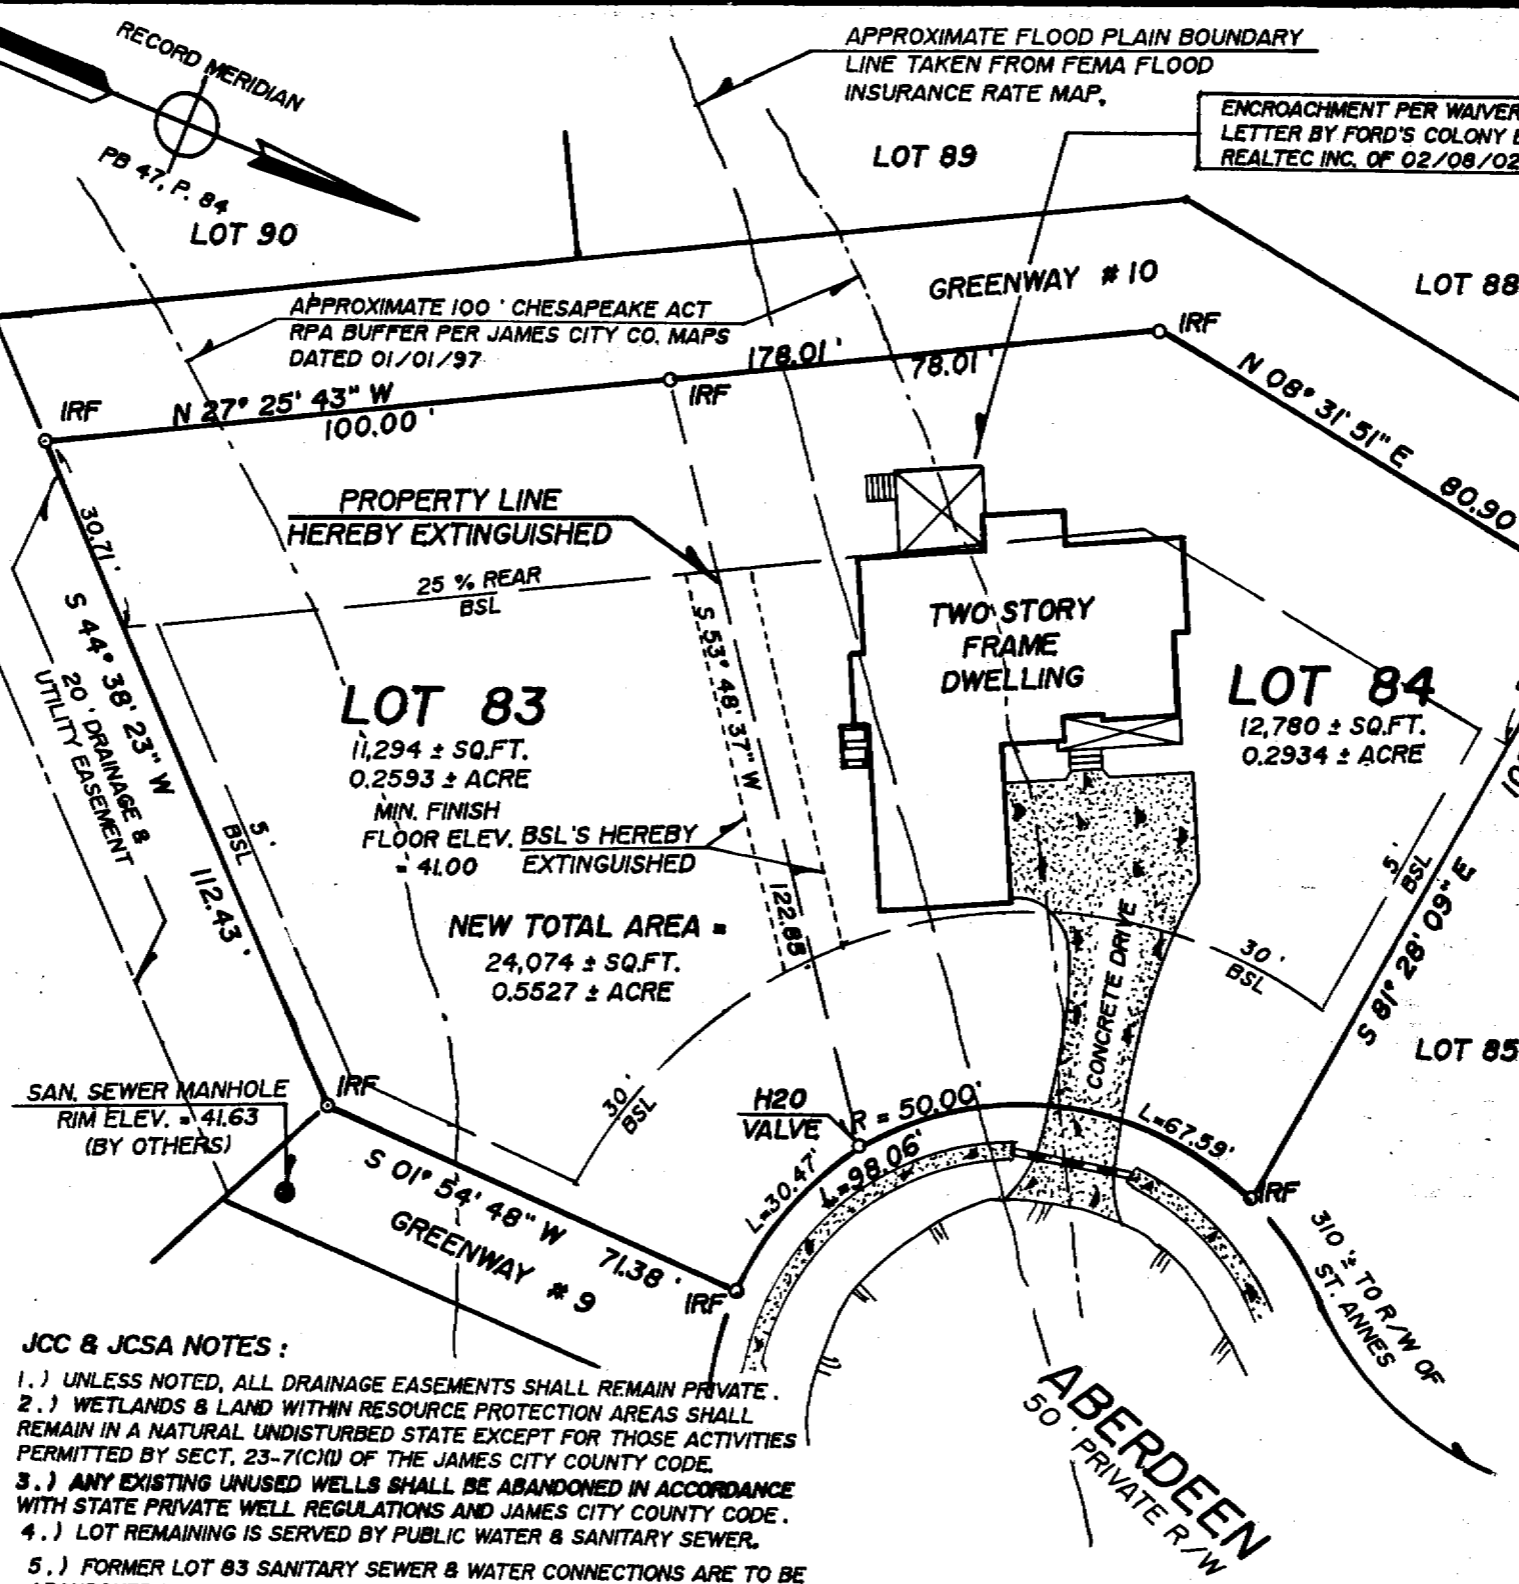 RECORD MERIDIAN
PB 47, P. 84
LOT 90
APPROXIMATE FLOOD PLAIN BOUNDARY
LINE TAKEN FROM FEMA FLOOD
INSURANCE RATE MAP.
LOT 89
ENCROACHMENT PER WAIVER
LETTER BY FORD'S COLONY
REALTEC INC. OF 02/08/02
GREENWAY # 10
LOT 88
APPROXIMATE 100 ' CHESAPEAKE ACT
RPA BUFFER PER JAMES CITY CO. MAPS
DATED 01/01/97
178.01 '
78.01 '
IRF
IRF
IRF
N 27° 25' 43" W
100.00 '
N 08° 31' 51" E 80.90
PROPERTY LINE
HEREBY EXTINGUISHED
30.71 '
25 % REAR
BSL
S 44° 38' 23" W
112.43 '
20 ' DRAINAGE &
UTILITY EASEMENT
5 '
BSL
S 53° 48' 37" W
122.85 '
TWO STORY
FRAME
DWELLING
LOT 83
11,294 ± SQ.FT.
0.2593 ± ACRE
MIN. FINISH
FLOOR ELEV.
= 41.00
BSL'S HEREBY
EXTINGUISHED
LOT 84
12,780 ± SQ.FT.
0.2934 ± ACRE
5 '
BSL
S 81° 28' 09" E
NEW TOTAL AREA =
24,074 ± SQ.FT.
0.5527 ± ACRE
CONCRETE DRIVE
30 '
BSL
LOT 85
SAN. SEWER MANHOLE
RIM ELEV. = 41.63
(BY OTHERS)
IRF
30 '
BSL
H20
VALVE
R = 50.00'
L=98.06'
L=30.47'
L=67.59'
IRF
S 01° 54' 48" W 71.38 '
GREENWAY # 9
IRF
310 '± TO R/W OF
ST. ANNES
ABERDEEN
50 ' PRIVATE R/W
JCC & JCSA NOTES :
1.) UNLESS NOTED, ALL DRAINAGE EASEMENTS SHALL REMAIN PRIVATE.
2.) WETLANDS & LAND WITHIN RESOURCE PROTECTION AREAS SHALL
REMAIN IN A NATURAL UNDISTURBED STATE EXCEPT FOR THOSE ACTIVITIES
PERMITTED BY SECT. 23-7(C)(1) OF THE JAMES CITY COUNTY CODE.
3.) ANY EXISTING UNUSED WELLS SHALL BE ABANDONED IN ACCORDANCE
WITH STATE PRIVATE WELL REGULATIONS AND JAMES CITY COUNTY CODE.
4.) LOT REMAINING IS SERVED BY PUBLIC WATER & SANITARY SEWER.
5.) FORMER LOT 83 SANITARY SEWER & WATER CONNECTIONS ARE TO BE